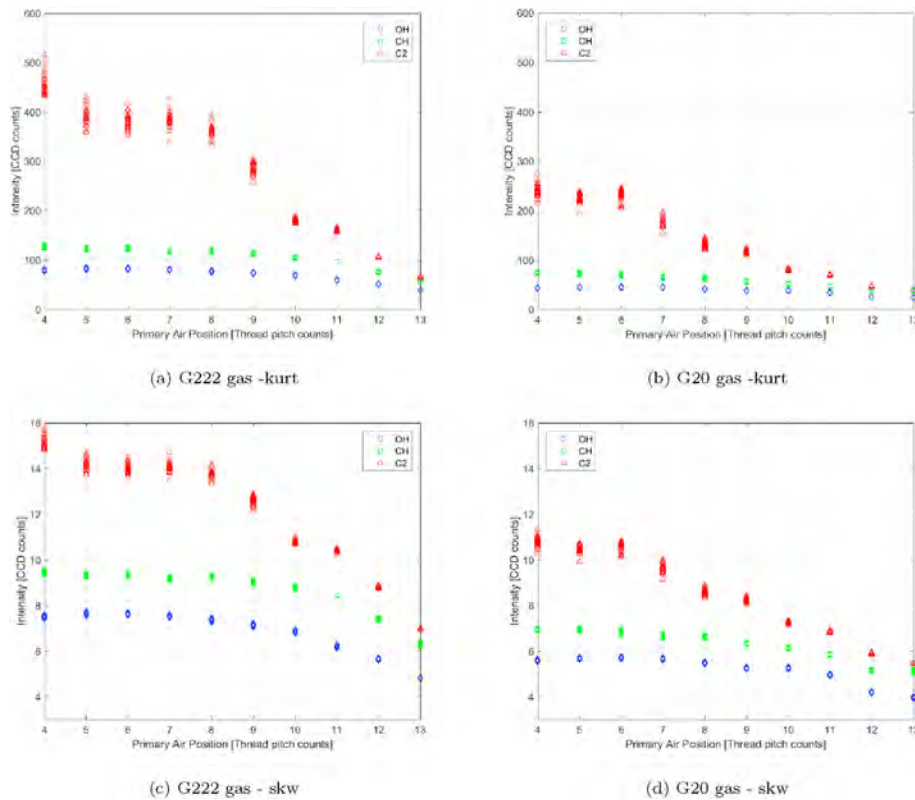 600
500
400
300
200
100
0
Intensity [CCD counts]
OH
CH
C2
4 5 6 7 8 9 10 11 12 13
Primary Air Position [Thread pitch counts]
(a) G222 gas -kurt
600
500
400
300
200
100
0
Intensity [CCD counts]
OH
CH
C2
4 5 6 7 8 9 10 11 12 13
Primary Air Position [Thread pitch counts]
(b) G20 gas -kurt
16
14
12
10
8
6
4
Intensity [CCD counts]
OH
CH
C2
4 5 6 7 8 9 10 11 12 13
Primary Air Position [Thread pitch counts]
(c) G222 gas - skw
16
14
12
10
8
6
4
Intensity [CCD counts]
OH
CH
C2
4 5 6 7 8 9 10 11 12 13
Primary Air Position [Thread pitch counts]
(d) G20 gas - skw